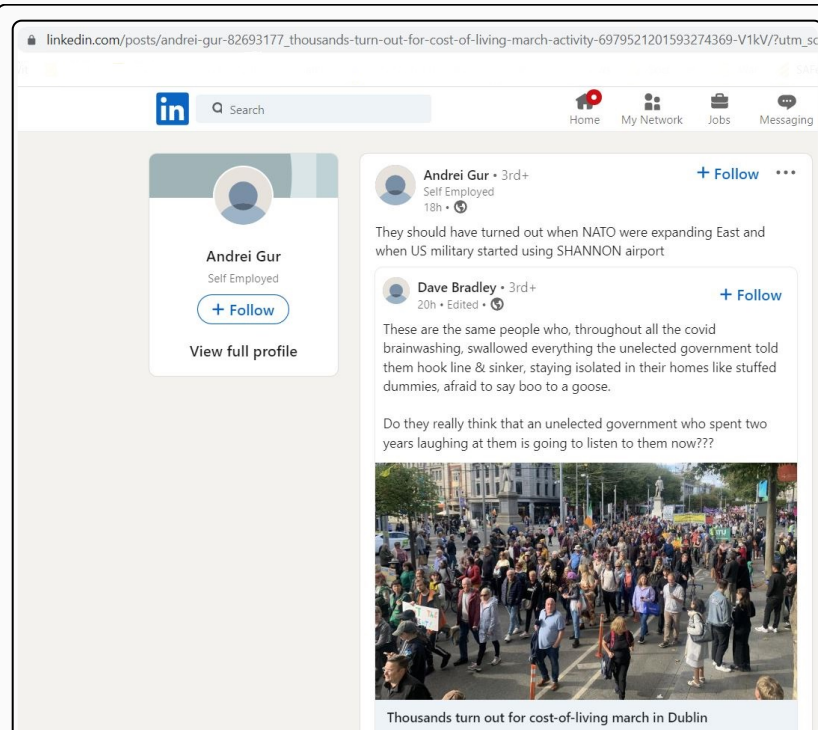 linkedin.com/posts/andrei-gur-82693177_thousands-turn-out-for-cost-of-living-march-activity-6979521201593274369-V1kV/?utm_sc
in
Search
Home
My Network
Jobs
Messaging
Andrei Gur
Self Employed
+ Follow
View full profile
Andrei Gur • 3rd+
+ Follow
Self Employed
18h •
They should have turned out when NATO were expanding East and
when US military started using SHANNON airport
Dave Bradley • 3rd+
+ Follow
20h • Edited •
These are the same people who, throughout all the covid
brainwashing, swallowed everything the unelected government told
them hook line & sinker, staying isolated in their homes like stuffed
dummies, afraid to say boo to a goose.
Do they really think that an unelected government who spent two
years laughing at them is going to listen to them now???
Thousands turn out for cost-of-living march in Dublin